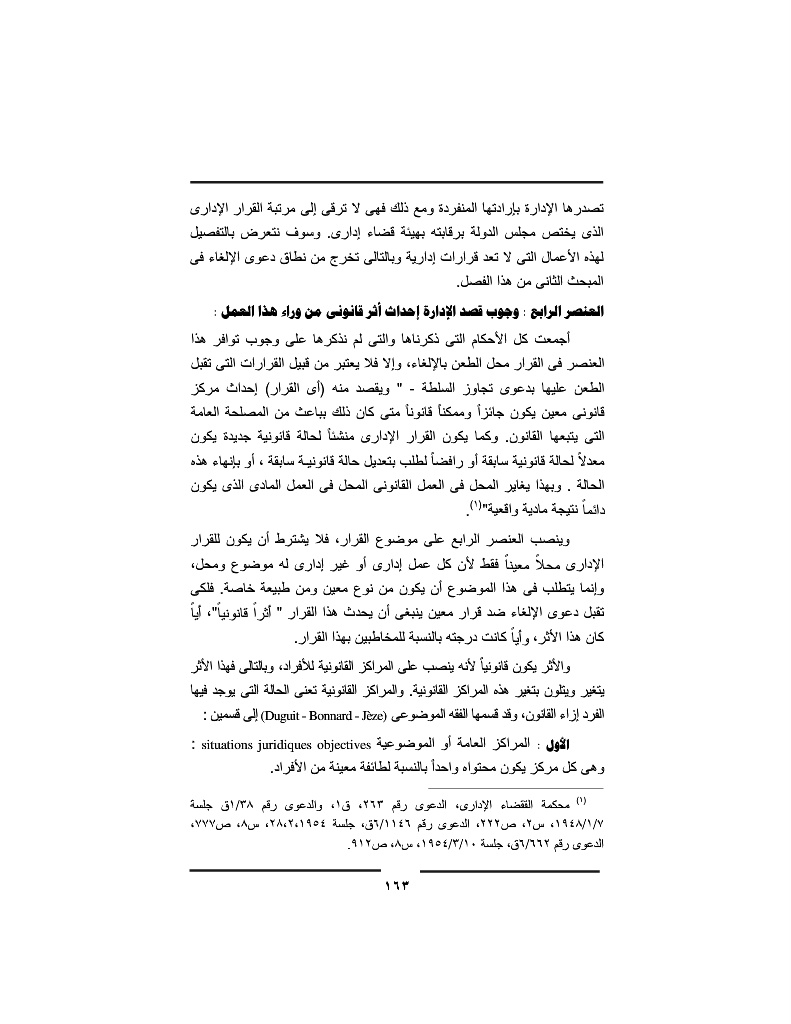 تصدرها الإدارة بإرادتها المنفردة ومع ذلك فهى لا ترقى إلى مرتبة القرار الإدارى
الذى يختص مجلس الدولة برقابته بهيئة قضاء إدارى. وسوف نتعرض بالتفصيل
لهذه الأعمال التى لا تعد قرارات إدارية وبالتالى تخرج من نطاق دعوى الإلغاء فى
المبحث الثانى من هذا الفصل.
العنصر الرابع : وجوب قصد الإدارة إحداث أثر قانونى من وراء هذا العمل :
أجمعت كل الأحكام التى ذكرناها والتى لم نذكرها على وجوب توافر هذا
العنصر فى القرار محل الطعن بالإلغاء، وإلا فلا يعتبر من قبيل القرارات التى تقبل
الطعن عليها بدعوى تجاوز السلطة - " ويقصد منه (أى القرار) إحداث مركز
قانونى معين يكون جائزاً وممكناً قانوناً متى كان ذلك بباعث من المصلحة العامة
التى يتبعها القانون. وكما يكون القرار الإدارى منشئاً لحالة قانونية جديدة يكون
معدلاً لحالة قانونية سابقة أو رافضاً لطلب بتعديل حالة قانونية سابقة ، أو بإنهاء هذه
الحالة . وبهذا يغاير المحل فى العمل القانونى المحل فى العمل المادى الذى يكون
دائماً نتيجة مادية واقعية"(١).
وينصب العنصر الرابع على موضوع القرار، فلا يشترط أن يكون للقرار
الإدارى محلاً معيناً فقط لأن كل عمل إدارى أو غير إدارى له موضوع ومحل،
وإنما يتطلب فى هذا الموضوع أن يكون من نوع معين ومن طبيعة خاصة. فلكى
تقبل دعوى الإلغاء ضد قرار معين ينبغى أن يحدث هذا القرار " أثراً قانونياً"، أياً
كان هذا الأثر، وأياً كانت درجته بالنسبة للمخاطبين بهذا القرار.
والأثر يكون قانونياً لأنه ينصب على المراكز القانونية للأفراد، وبالتالى فهذا الأثر
يتغير ويتلون بتغير هذه المراكز القانونية. والمراكز القانونية تعنى الحالة التى يوجد فيها
الفرد إزاء القانون، وقد قسمها الفقه الموضوعى (Duguit - Bonnard - Jèze) إلى قسمين :
الأول : المراكز العامة أو الموضوعية situations juridiques objectives :
وهى كل مركز يكون محتواه واحداً بالنسبة لطائفة معينة من الأفراد.
(١) محكمة الققضاء الإدارى، الدعوى رقم ٢٦٣، ق١، والدعوى رقم ١/٣٨ق جلسة
١٩٤٨/١/٧، س٢، ص٢٢٢، الدعوى رقم ٦/١١٤٦ق، جلسة ٢٨،٢،١٩٥٤، س٨، ص٧٧٧،
الدعوى رقم ٦/٦٦٢ق، جلسة ١٩٥٤/٣/١٠، س٨، ص٩١٢.
١٦٣